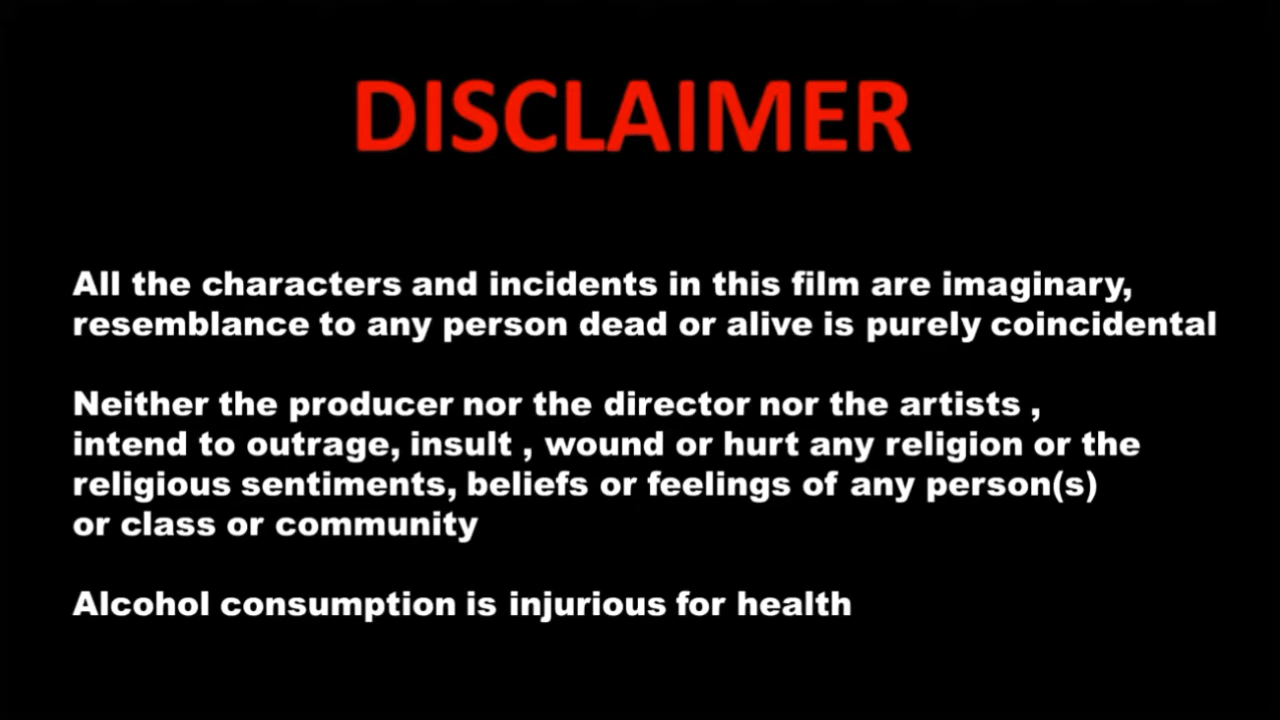 DISCLAIMER
All the characters and incidents in this film are imaginary,
resemblance to any person dead or alive is purely coincidental
Neither the producer nor the director nor the artists ,
intend to outrage, insult , wound or hurt any religion or the
religious sentiments, beliefs or feelings of any person(s)
or class or community
Alcohol consumption is injurious for health